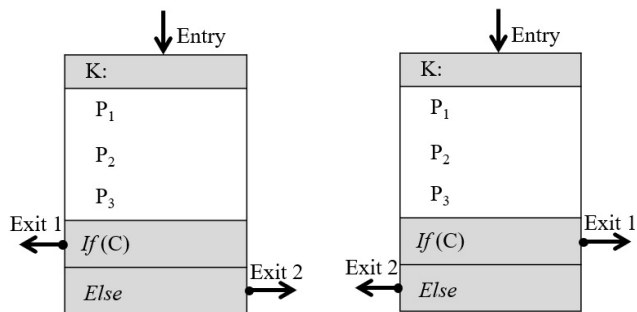 Entry
K:
P₁
P₂
P₃
Exit 1
If (C)
Exit 2
Else
Entry
K:
P₁
P₂
P₃
Exit 1
If (C)
Exit 2
Else